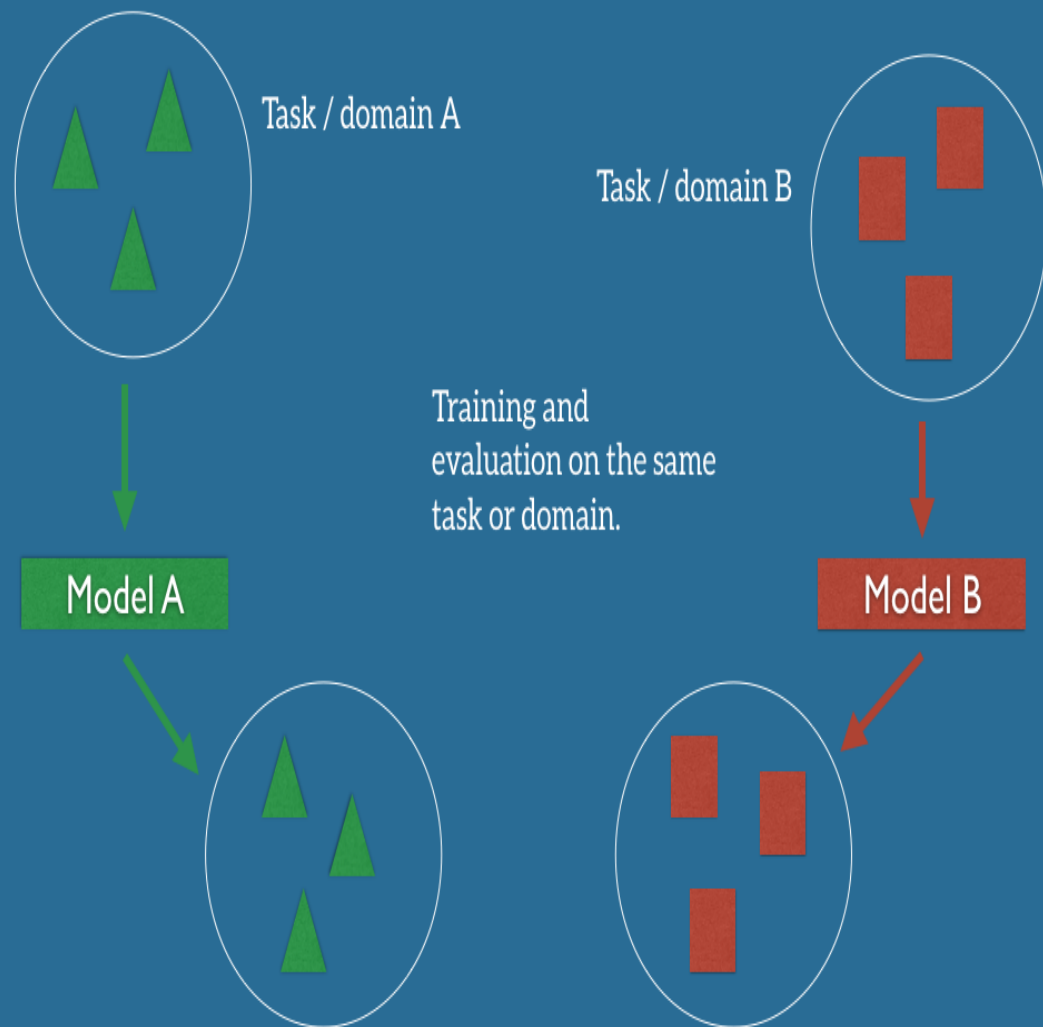 Task / domain A
Task / domain B
Training and
evaluation on the same
task or domain.
Model A
Model B